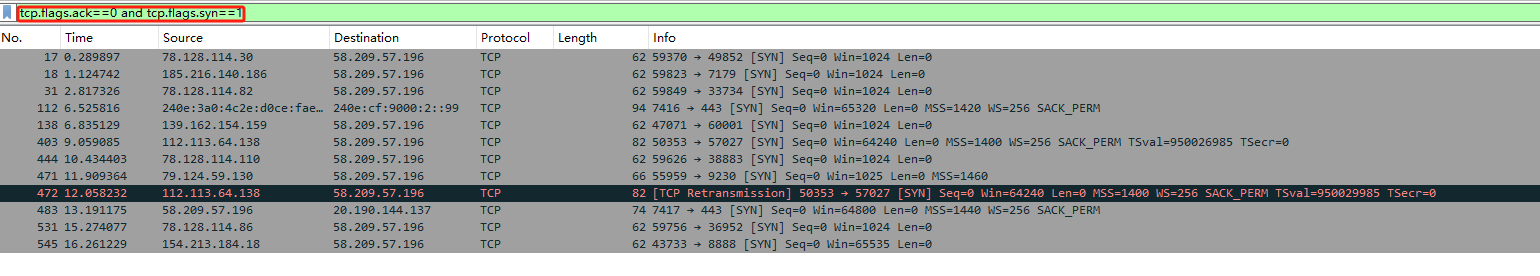 tcp.flags.ack==0 and tcp.flags.syn==1
No. Time Source Destination Protocol Length Info
17 0.289897 78.128.114.30 58.209.57.196 TCP 62 59370 → 49852 [SYN] Seq=0 Win=1024 Len=0
18 1.124742 185.216.140.186 58.209.57.196 TCP 62 59823 → 7179 [SYN] Seq=0 Win=1024 Len=0
31 2.817326 78.128.114.82 58.209.57.196 TCP 62 59849 → 33734 [SYN] Seq=0 Win=1024 Len=0
112 6.525816 240e:3a0:4c2e:d0ce:fae… 240e:cf:9000:2::99 TCP 94 7416 → 443 [SYN] Seq=0 Win=65320 Len=0 MSS=1420 WS=256 SACK_PERM
138 6.835129 139.162.154.159 58.209.57.196 TCP 62 47071 → 60001 [SYN] Seq=0 Win=1024 Len=0
403 9.059085 112.113.64.138 58.209.57.196 TCP 82 50353 → 57027 [SYN] Seq=0 Win=64240 Len=0 MSS=1400 WS=256 SACK_PERM TSval=950026985 TSecr=0
444 10.434403 78.128.114.110 58.209.57.196 TCP 62 59626 → 38883 [SYN] Seq=0 Win=1024 Len=0
471 11.909364 79.124.59.130 58.209.57.196 TCP 66 55959 → 9230 [SYN] Seq=0 Win=1025 Len=0 MSS=1460
472 12.058232 112.113.64.138 58.209.57.196 TCP 82 [TCP Retransmission] 50353 → 57027 [SYN] Seq=0 Win=64240 Len=0 MSS=1400 WS=256 SACK_PERM TSval=950029985 TSecr=0
483 13.191175 58.209.57.196 20.190.144.137 TCP 74 7417 → 443 [SYN] Seq=0 Win=64800 Len=0 MSS=1440 WS=256 SACK_PERM
531 15.274077 78.128.114.86 58.209.57.196 TCP 62 59756 → 36952 [SYN] Seq=0 Win=1024 Len=0
545 16.261229 154.213.184.18 58.209.57.196 TCP 62 43733 → 8888 [SYN] Seq=0 Win=65535 Len=0